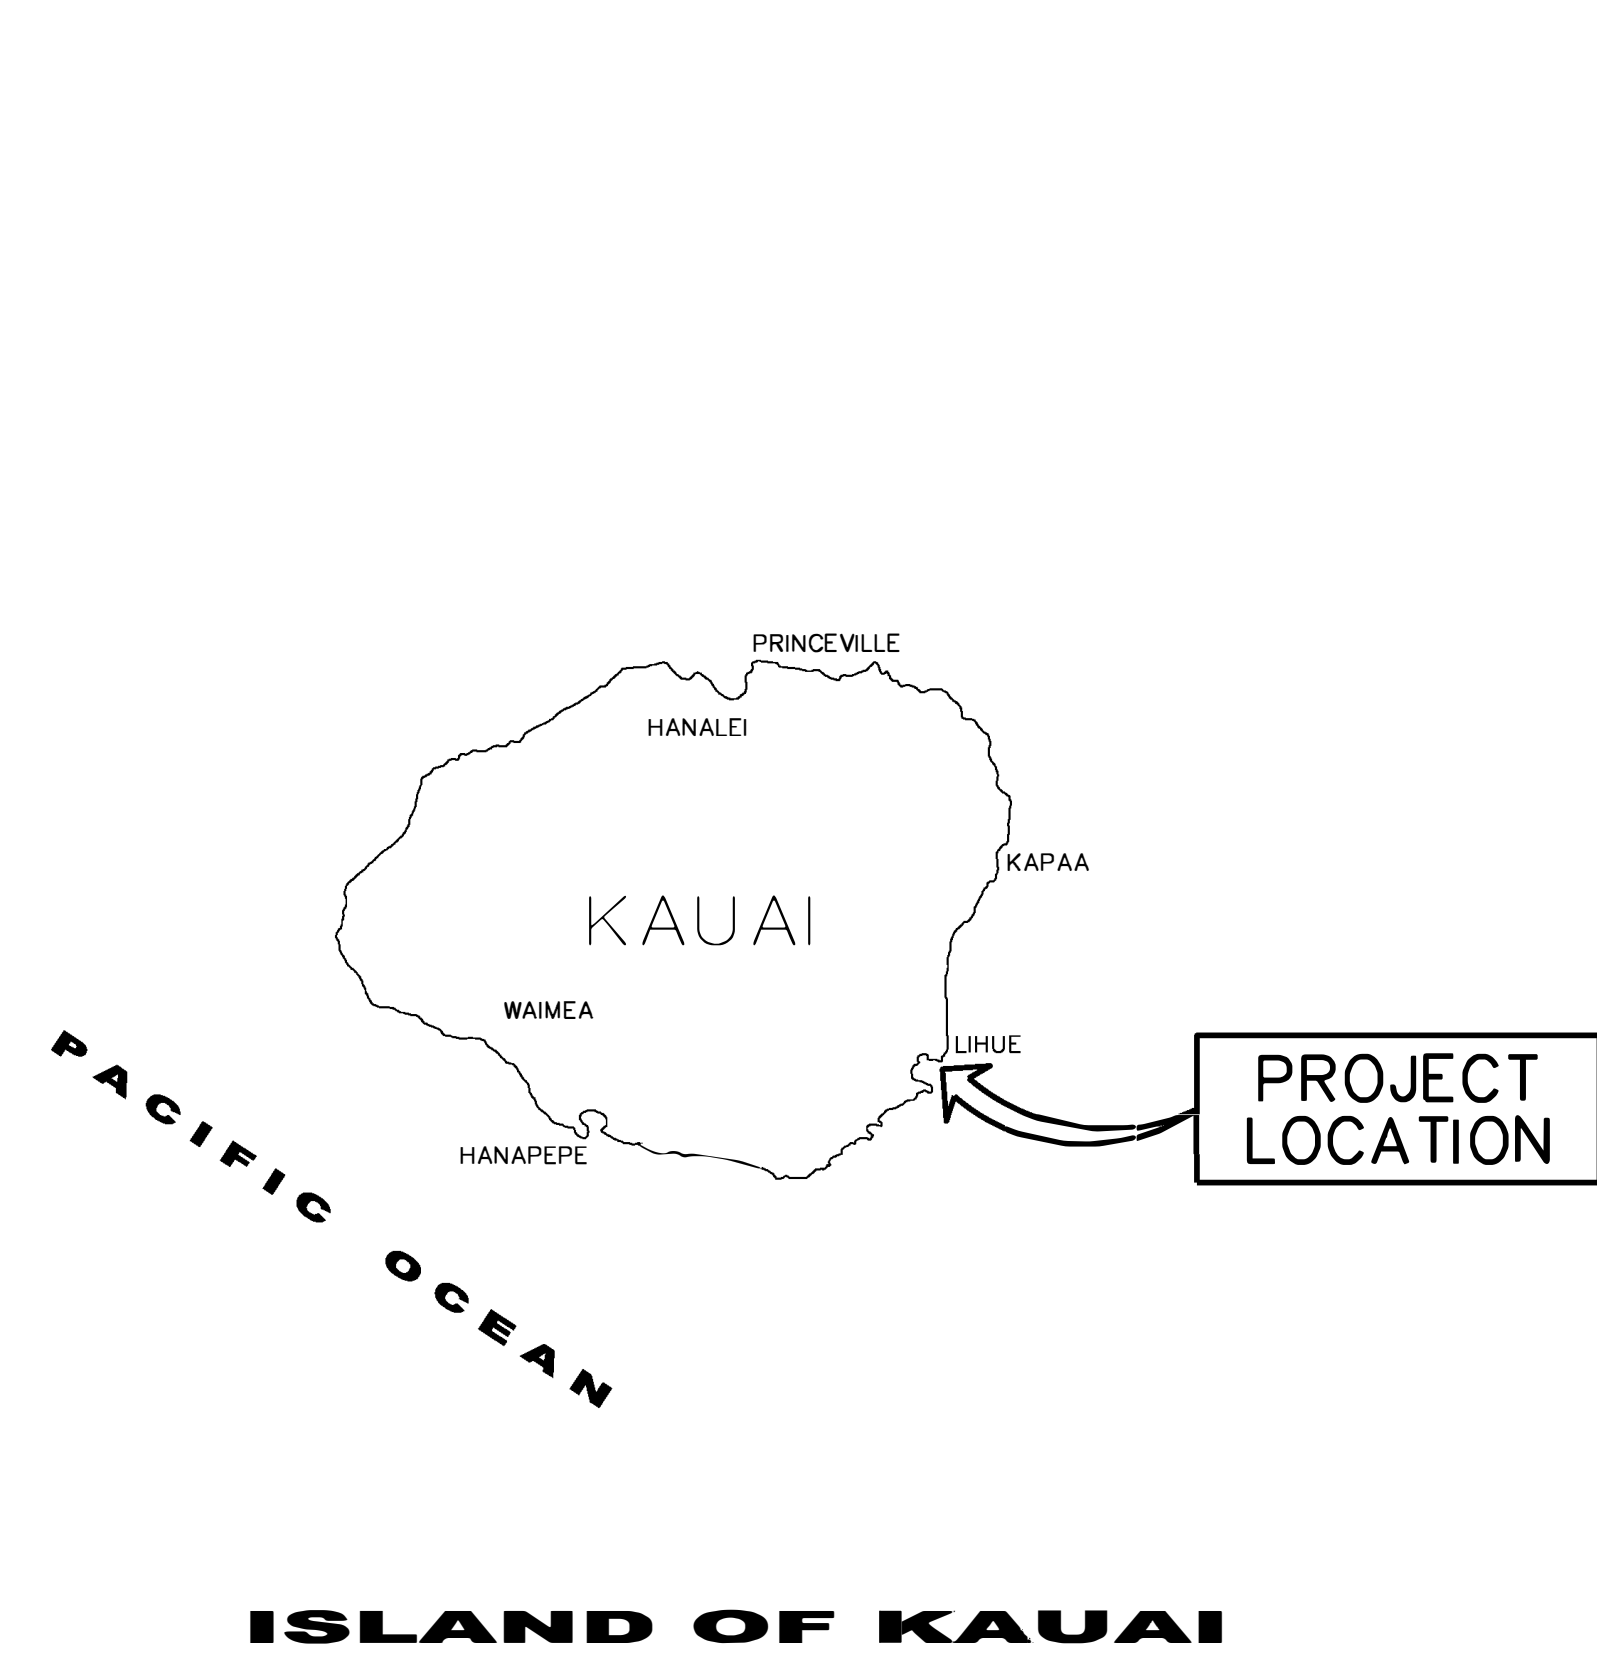 PRINCEVILLE
HANALEI
KAPAA
KAUAI
WAIMEA
LIHUE
PROJECT
LOCATION
HANAPEPE
PACIFIC OCEAN
ISLAND OF KAUAI